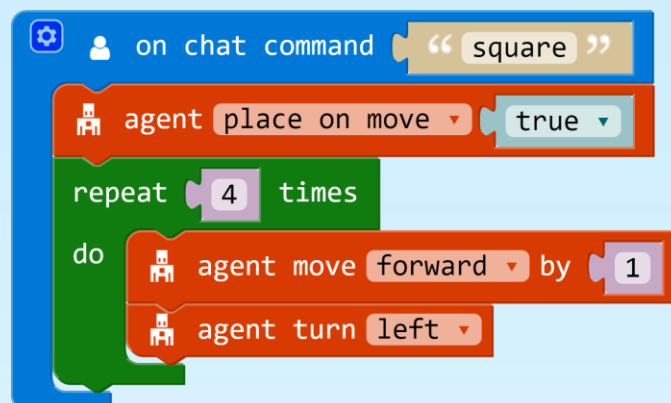 on chat command “ square ”
agent place on move ▾ true ▾
repeat 4 times
do agent move forward ▾ by 1
agent turn left ▾